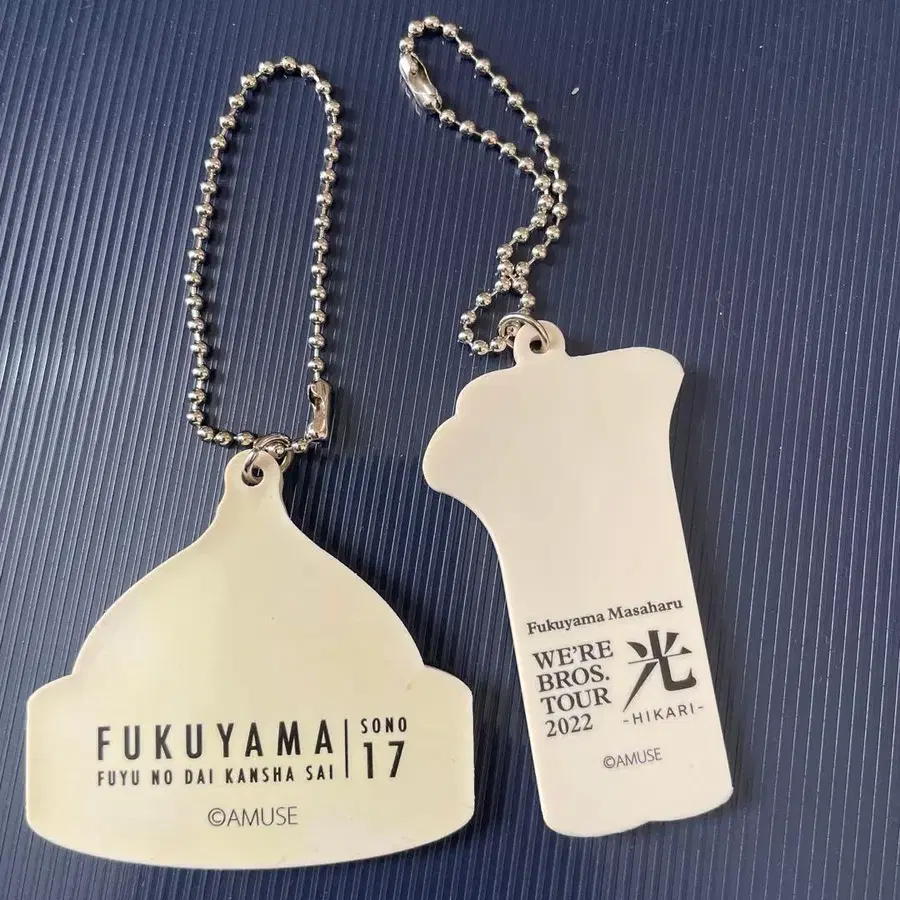 FUKUYAMA
FUYU NO DAI KANSHA SAI
SONO
17
©AMUSE
Fukuyama Masaharu
WE'RE
BROS.
TOUR
2022
光
-HIKARI-
©AMUSE